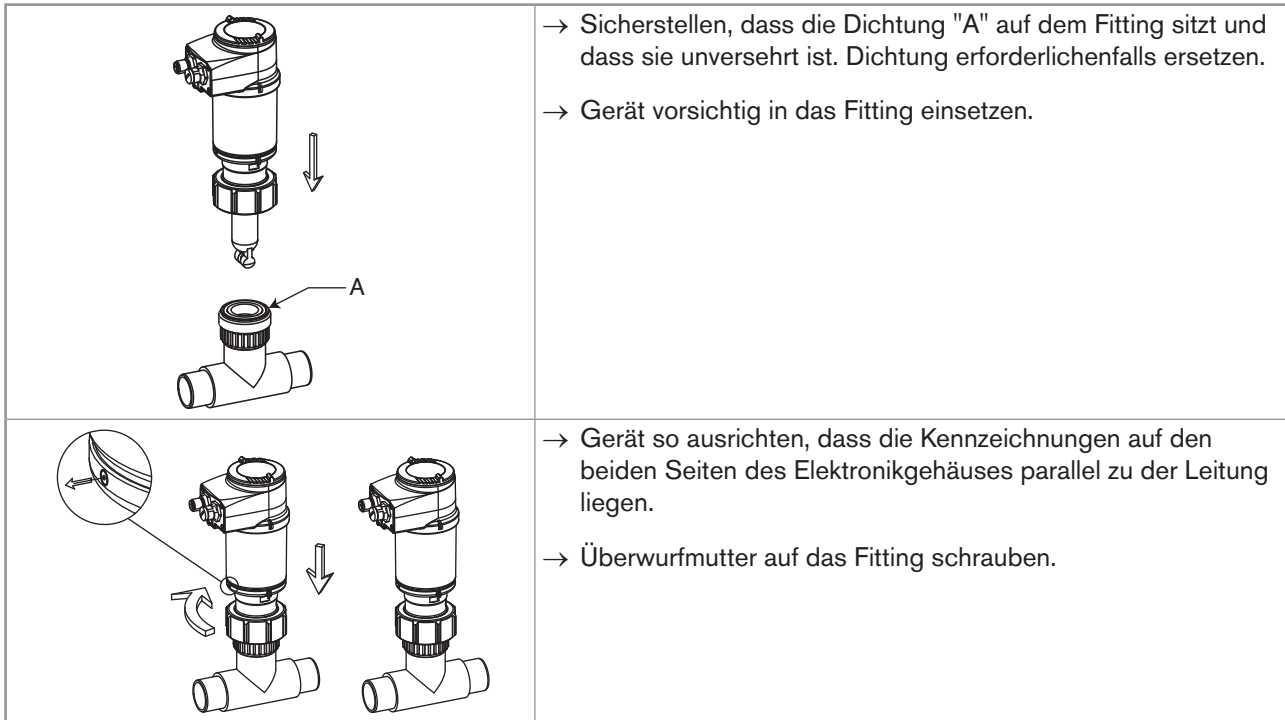 → Sicherstellen, dass die Dichtung "A" auf dem Fitting sitzt und
dass sie unversehrt ist. Dichtung erforderlichenfalls ersetzen.
→ Gerät vorsichtig in das Fitting einsetzen.
A
→ Gerät so ausrichten, dass die Kennzeichnungen auf den
beiden Seiten des Elektronikgehäuses parallel zu der Leitung
liegen.
→ Überwurfmutter auf das Fitting schrauben.